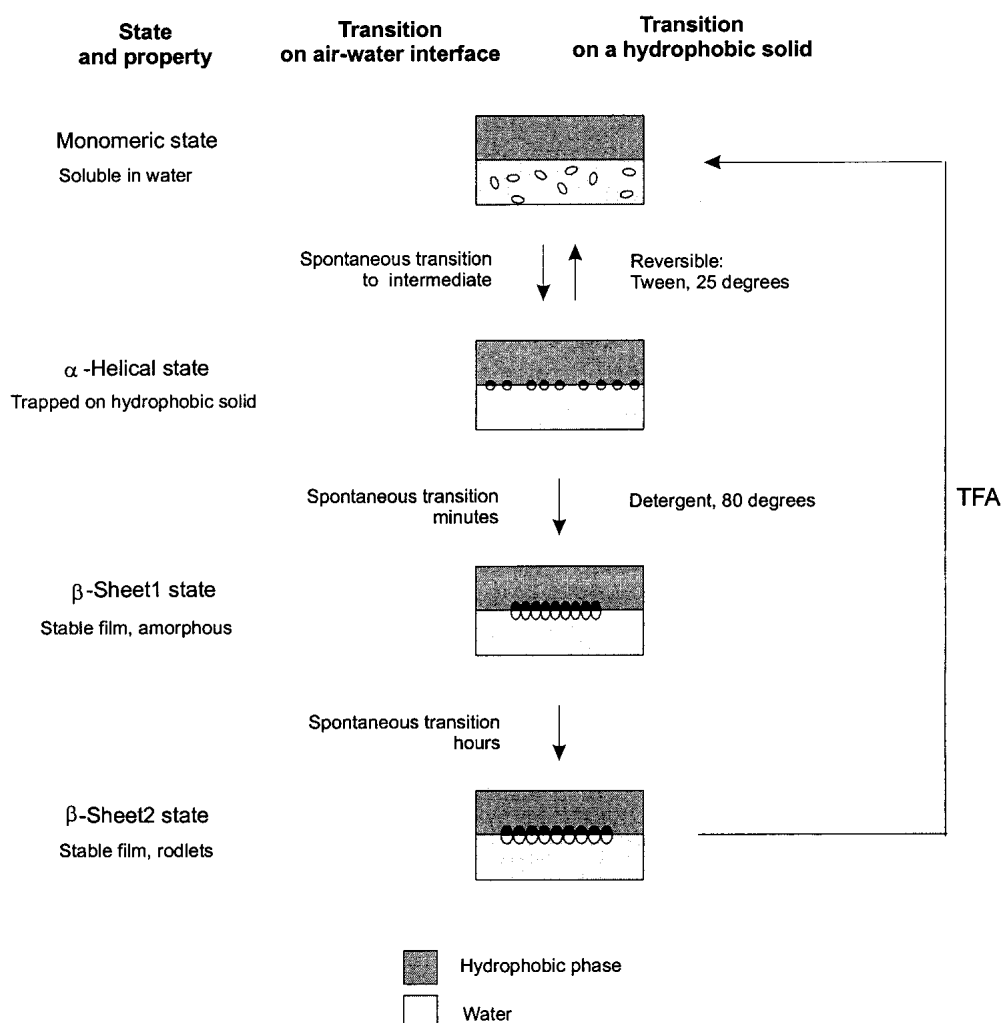 State
and property
Transition
on air-water interface
Transition
on a hydrophobic solid
Monomeric state
Soluble in water
Spontaneous transition
to intermediate
Reversible:
Tween, 25 degrees
α -Helical state
Trapped on hydrophobic solid
Spontaneous transition
minutes
Detergent, 80 degrees
TFA
β-Sheet1 state
Stable film, amorphous
Spontaneous transition
hours
β-Sheet2 state
Stable film, rodlets
Hydrophobic phase
Water